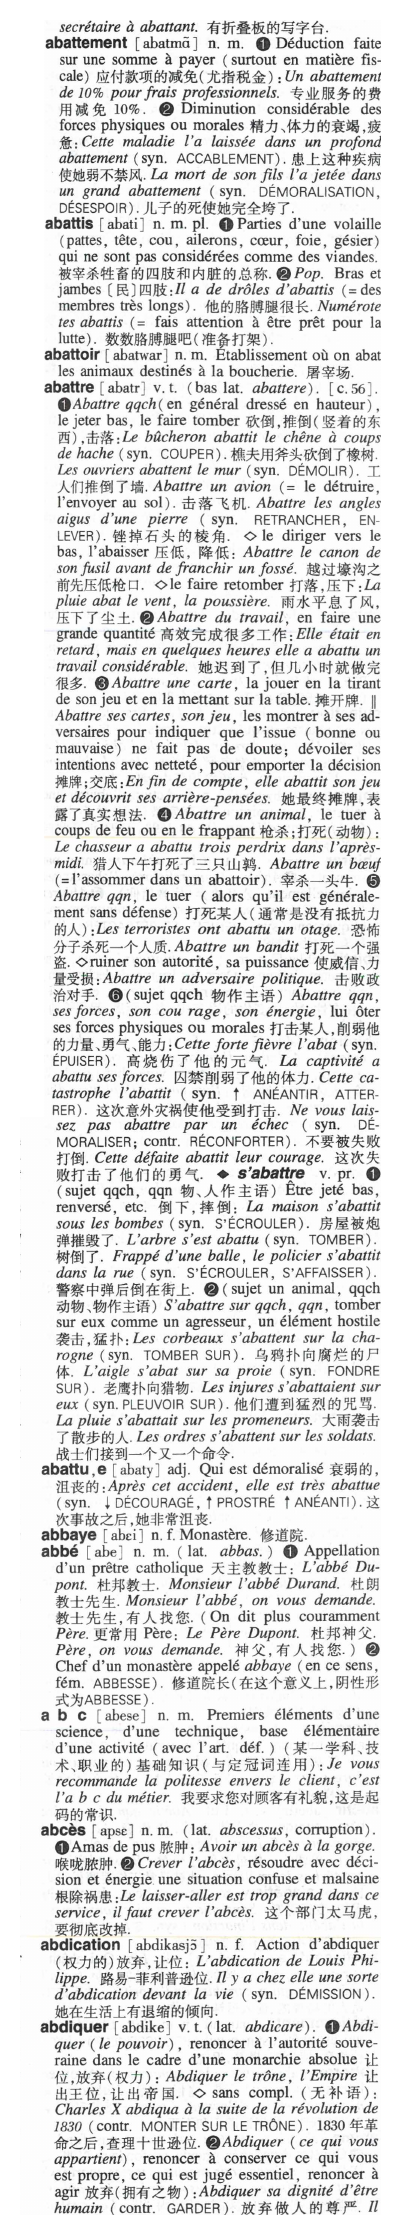 secrétaire à abattant. 有折叠板的写字台.
abattement [abatmɑ̃] n. m. ❶ Déduction faite
sur une somme à payer (surtout en matière fis-
cale) 应付款项的减免(尤指税金): Un abattement
de 10% pour frais professionnels. 专业服务的费
用减免 10%. ❷ Diminution considérable des
forces physiques ou morales 精力、体力的衰竭,疲
惫: Cette maladie l'a laissée dans un profond
abattement (syn. ACCABLEMENT). 患上这种疾病
使她弱不禁风. La mort de son fils l'a jetée dans
un grand abattement (syn. DÉMORALISATION,
DÉSESPOIR). 儿子的死使她完全垮了.
abattis [abati] n. m. pl. ❶ Parties d'une volaille
(pattes, tête, cou, ailerons, cœur, foie, gésier)
qui ne sont pas considérées comme des viandes.
被宰杀牲畜的四肢和内脏的总称. ❷ Pop. Bras et
jambes [民]四肢: Il a de drôles d'abattis (= des
membres très longs). 他的胳膊腿很长. Numérote
tes abattis (= fais attention à être prêt pour la
lutte). 数数胳膊腿吧(准备打架).
abattoir [abatwar] n. m. Établissement où on abat
les animaux destinés à la boucherie. 屠宰场.
abattre [abatr] v. t. (bas lat. abattere). [c. 56].
❶ Abattre qqch(en général dressé en hauteur),
le jeter bas, le faire tomber 砍倒,推倒(竖着的东
西),击落: Le bûcheron abattit le chêne à coups
de hache (syn. COUPER). 樵夫用斧头砍倒了橡树.
Les ouvriers abattent le mur (syn. DÉMOLIR). 工
人们推倒了墙. Abattre un avion (= le détruire,
l'envoyer au sol). 击落飞机. Abattre les angles
aigus d'une pierre (syn. RETRANCHER, EN-
LEVER). 锉掉石头的棱角. ◇ le diriger vers le
bas, l'abaisser 压低, 降低: Abattre le canon de
son fusil avant de franchir un fossé. 越过壕沟之
前先压低枪口. ◇le faire retomber 打落,压下: La
pluie abat le vent, la poussière. 雨水平息了风,
压下了尘土. ❷ Abattre du travail, en faire une
grande quantité 高效完成很多工作: Elle était en
retard, mais en quelques heures elle a abattu un
travail considérable. 她迟到了,但几小时就做完
很多. ❸ Abattre une carte, la jouer en la tirant
de son jeu et en la mettant sur la table. 摊开牌. ‖
Abattre ses cartes, son jeu, les montrer à ses ad-
versaires pour indiquer que l'issue (bonne ou
mauvaise) ne fait pas de doute; dévoiler ses
intentions avec netteté, pour emporter la décision
摊牌;交底: En fin de compte, elle abattit son jeu
et découvrit ses arrière-pensées. 她最终摊牌,表
露了真实想法. ❹ Abattre un animal, le tuer à
coups de feu ou en le frappant 枪杀;打死(动物):
Le chasseur a abattu trois perdrix dans l'après-
midi. 猎人下午打死了三只山鹑. Abattre un bœuf
(= l'assommer dans un abattoir). 宰杀一头牛. ❺
Abattre qqn, le tuer (alors qu'il est générale-
ment sans défense) 打死某人(通常是没有抵抗力
的人): Les terroristes ont abattu un otage. 恐怖
分子杀死一个人质. Abattre un bandit 打死一个强
盗. ◇ruiner son autorité, sa puissance 使威信、力
量受损: Abattre un adversaire politique. 击败政
治对手. ❻ (sujet qqch 物作主语) Abattre qqn,
ses forces, son cou rage, son énergie, lui ôter
ses forces physiques ou morales 打击某人,削弱他
的力量、勇气、能力: Cette forte fièvre l'abat (syn.
ÉPUISER). 高烧伤了他的元气. La captivité a
abattu ses forces. 囚禁削弱了他的体力. Cette ca-
tastrophe l'abattit (syn. ↑ ANÉANTIR, ATTER-
RER). 这次意外灾祸使他受到打击. Ne vous lais-
sez pas abattre par un échec (syn. DÉ-
MORALISER; contr. RÉCONFORTER). 不要被失败
打倒. Cette défaite abattit leur courage. 这次失
败打击了他们的勇气. ◆ s'abattre v. pr. ❶
(sujet qqch, qqn 物、人作主语) Être jeté bas,
renversé, etc. 倒下,摔倒: La maison s'abattit
sous les bombes (syn. S'ÉCROULER). 房屋被炮
弹摧毁了. L'arbre s'est abattu (syn. TOMBER).
树倒了. Frappé d'une balle, le policier s'abattit
dans la rue (syn. S'ÉCROULER, S'AFFAISSER).
警察中弹后倒在街上. ❷ (sujet un animal, qqch
动物、物作主语) S'abattre sur qqch, qqn, tomber
sur eux comme un agresseur, un élément hostile
袭击,猛扑: Les corbeaux s'abattent sur la cha-
rogne (syn. TOMBER SUR). 乌鸦扑向腐烂的尸
体. L'aigle s'abat sur sa proie (syn. FONDRE
SUR). 老鹰扑向猎物. Les injures s'abattaient sur
eux (syn. PLEUVOIR SUR). 他们遭到猛烈的咒骂.
La pluie s'abattait sur les promeneurs. 大雨袭击
了散步的人. Les ordres s'abattent sur les soldats.
战士们接到一个又一个命令.
abattu, e [abaty] adj. Qui est démoralisé 衰弱的,
沮丧的: Après cet accident, elle est très abattue
(syn. ↓ DÉCOURAGÉ, ↑ PROSTRÉ ↑ ANÉANTI). 这
次事故之后,她非常沮丧.
abbaye [abɛi] n. f. Monastère. 修道院.
abbé [abe] n. m. (lat. abbas.) ❶ Appellation
d'un prêtre catholique 天主教教士: L'abbé Du-
pont. 杜邦教士. Monsieur l'abbé Durand. 杜朗
教士先生. Monsieur l'abbé, on vous demande.
教士先生,有人找您. (On dit plus couramment
Père. 更常用 Père: Le Père Dupont. 杜邦神父.
Père, on vous demande. 神父,有人找您.) ❷
Chef d'un monastère appelé abbaye (en ce sens,
fém. ABBESSE). 修道院长(在这个意义上,阴性形
式为ABBESSE).
a b c [abese] n. m. Premiers éléments d'une
science, d'une technique, base élémentaire
d'une activité (avec l'art. déf.) (某一学科、技
术、职业的)基础知识(与定冠词连用): Je vous
recommande la politesse envers le client, c'est
l'a b c du métier. 我要求您对顾客有礼貌,这是起
码的常识.
abcès [apsɛ] n. m. (lat. abscessus, corruption).
❶ Amas de pus 脓肿: Avoir un abcès à la gorge.
喉咙脓肿. ❷ Crever l'abcès, résoudre avec déci-
sion et énergie une situation confuse et malsaine
根除祸患: Le laisser-aller est trop grand dans ce
service, il faut crever l'abcès. 这个部门太马虎,
要彻底改掉.
abdication [abdikasjɔ̃] n. f. Action d'abdiquer
(权力的)放弃,让位: L'abdication de Louis Phi-
lippe. 路易-菲利普逊位. Il y a chez elle une sorte
d'abdication devant la vie (syn. DÉMISSION).
她在生活上有退缩的倾向.
abdiquer [abdike] v. t. (lat. abdicare). ❶ Abdi-
quer (le pouvoir), renoncer à l'autorité souve-
raine dans le cadre d'une monarchie absolue 让
位,放弃(权力): Abdiquer le trône, l'Empire 让
出王位,让出帝国. ◇ sans compl. (无补语):
Charles X abdiqua à la suite de la révolution de
1830 (contr. MONTER SUR LE TRÔNE). 1830 年革
命之后,查理十世逊位. ❷ Abdiquer (ce qui vous
appartient), renoncer à conserver ce qui vous
est propre, ce qui est jugé essentiel, renoncer à
agir 放弃(拥有之物): Abdiquer sa dignité d'être
humain (contr. GARDER). 放弃做人的尊严. Il